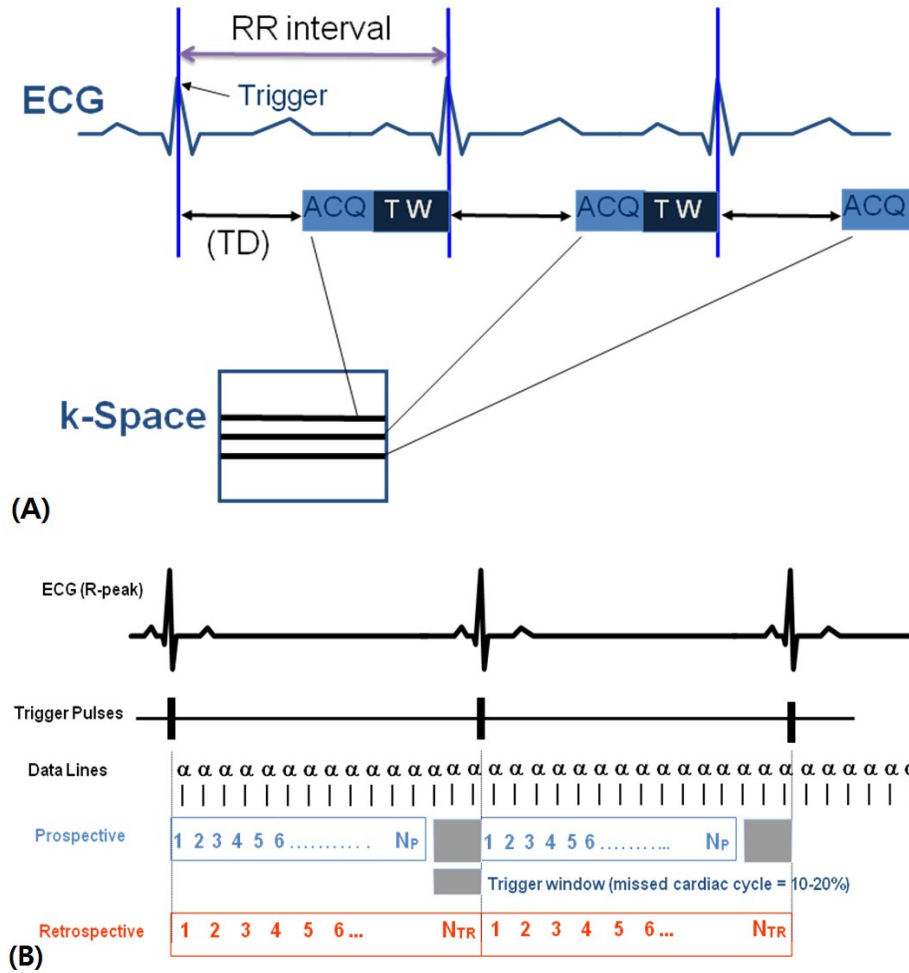 RR interval
ECG
Trigger
ACQ TW ACQ TW ACQ
(TD)
k-Space
(A)
ECG (R-peak)
Trigger Pulses
Data Lines α α α α α α α α α α α α α α α α α α α α α α α α α α α α α α α α α α α
Prospective 1 2 3 4 5 6........... NP 1 2 3 4 5 6.......... NP
Trigger window (missed cardiac cycle = 10-20%)
Retrospective 1 2 3 4 5 6... NTR 1 2 3 4 5 6... NTR
(B)